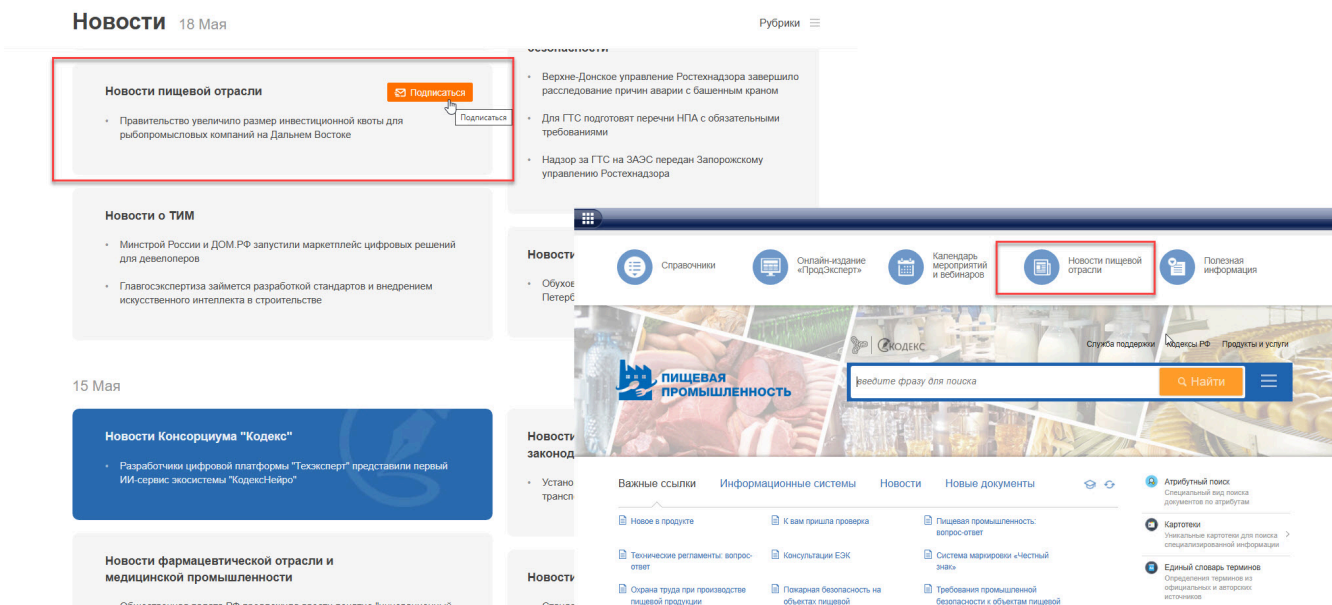 Новости 18 Мая
Рубрики
безопасности
Новости пищевой отрасли
Подписаться
Подписаться
Правительство увеличило размер инвестиционной квоты для
рыбопромысловых компаний на Дальнем Востоке
Верхне-Донское управление Ростехнадзора завершило
расследование причин аварии с башенным краном
Для ГТС подготовят перечни НПА с обязательными
требованиями
Надзор за ГТС на ЗАЭС передан Запорожскому
управлению Ростехнадзора
Новости о ТИМ
Минстрой России и ДОМ.РФ запустили маркетплейс цифровых решений
для девелоперов
Главгосэкспертиза займется разработкой стандартов и внедрением
искусственного интеллекта в строительстве
Новости
Обухов
Петерб
15 Мая
Новости Консорциума "Кодекс"
Разработчики цифровой платформы "Техэксперт" представили первый
ИИ-сервис экосистемы "КодексНейро"
Новости
законод
Устано
трансп
Новости фармацевтической отрасли и
медицинской промышленности
Новости
Справочники
Онлайн-издание
«ПродЭксперт»
Календарь
мероприятий
и вебинаров
Новости пищевой
отрасли
Полезная
информация
КОДЕКС
Служба поддержки
Кодексы РФ
Продукты и услуги
ПИЩЕВАЯ
ПРОМЫШЛЕННОСТЬ
введите фразу для поиска
Найти
Важные ссылки
Информационные системы
Новости
Новые документы
Новое в продукте
К вам пришла проверка
Пищевая промышленность:
вопрос-ответ
Технические регламенты: вопрос-
ответ
Консультации ЕЭК
Система маркировки «Честный
знак»
Охрана труда при производстве
пищевой продукции
Пожарная безопасность на
объектах пищевой
Требования промышленной
безопасности к объектам пищевой
Атрибутный поиск
Специальный вид поиска
документов по атрибутам
Картотеки
Уникальные картотеки для поиска
специализированной информации
Единый словарь терминов
Определения терминов из
официальных и авторских
источников